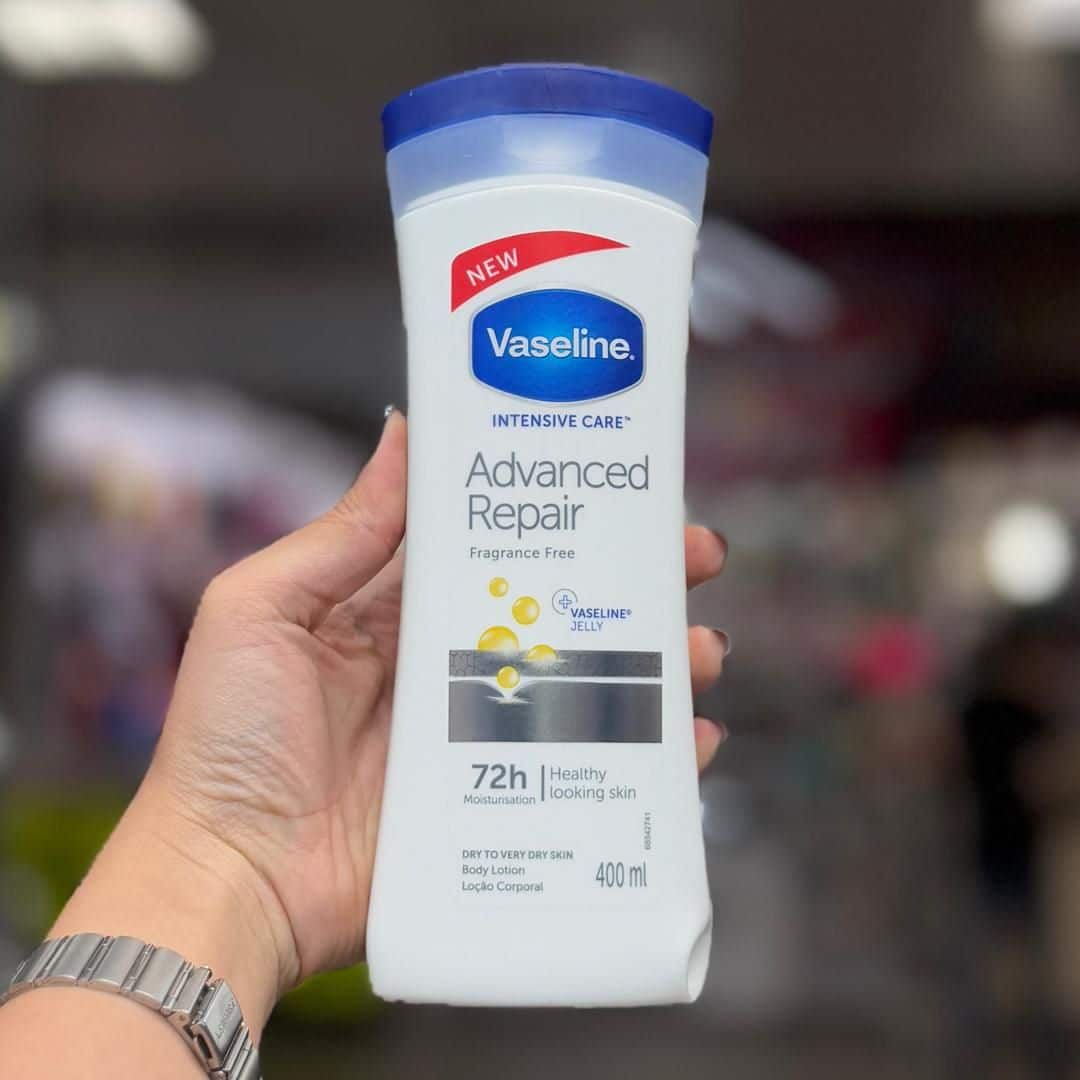 NEW
Vaseline.
INTENSIVE CARE™
Advanced
Repair
Fragrance Free
VASELINE®
JELLY
72h
Moisturisation
Healthy
looking skin
DRY TO VERY DRY SKIN
Body Lotion
Loção Corporal
400 ml